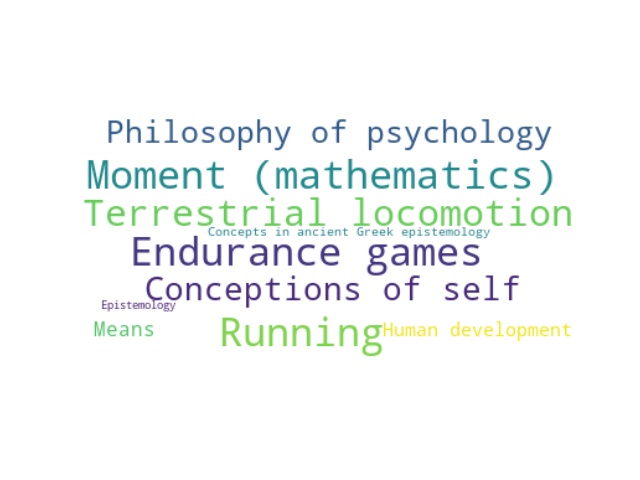 Philosophy of psychology
Moment (mathematics)
Terrestrial locomotion
Concepts in ancient Greek epistemology
Endurance games
Conceptions of self
Epistemology
Means
Running
Human development